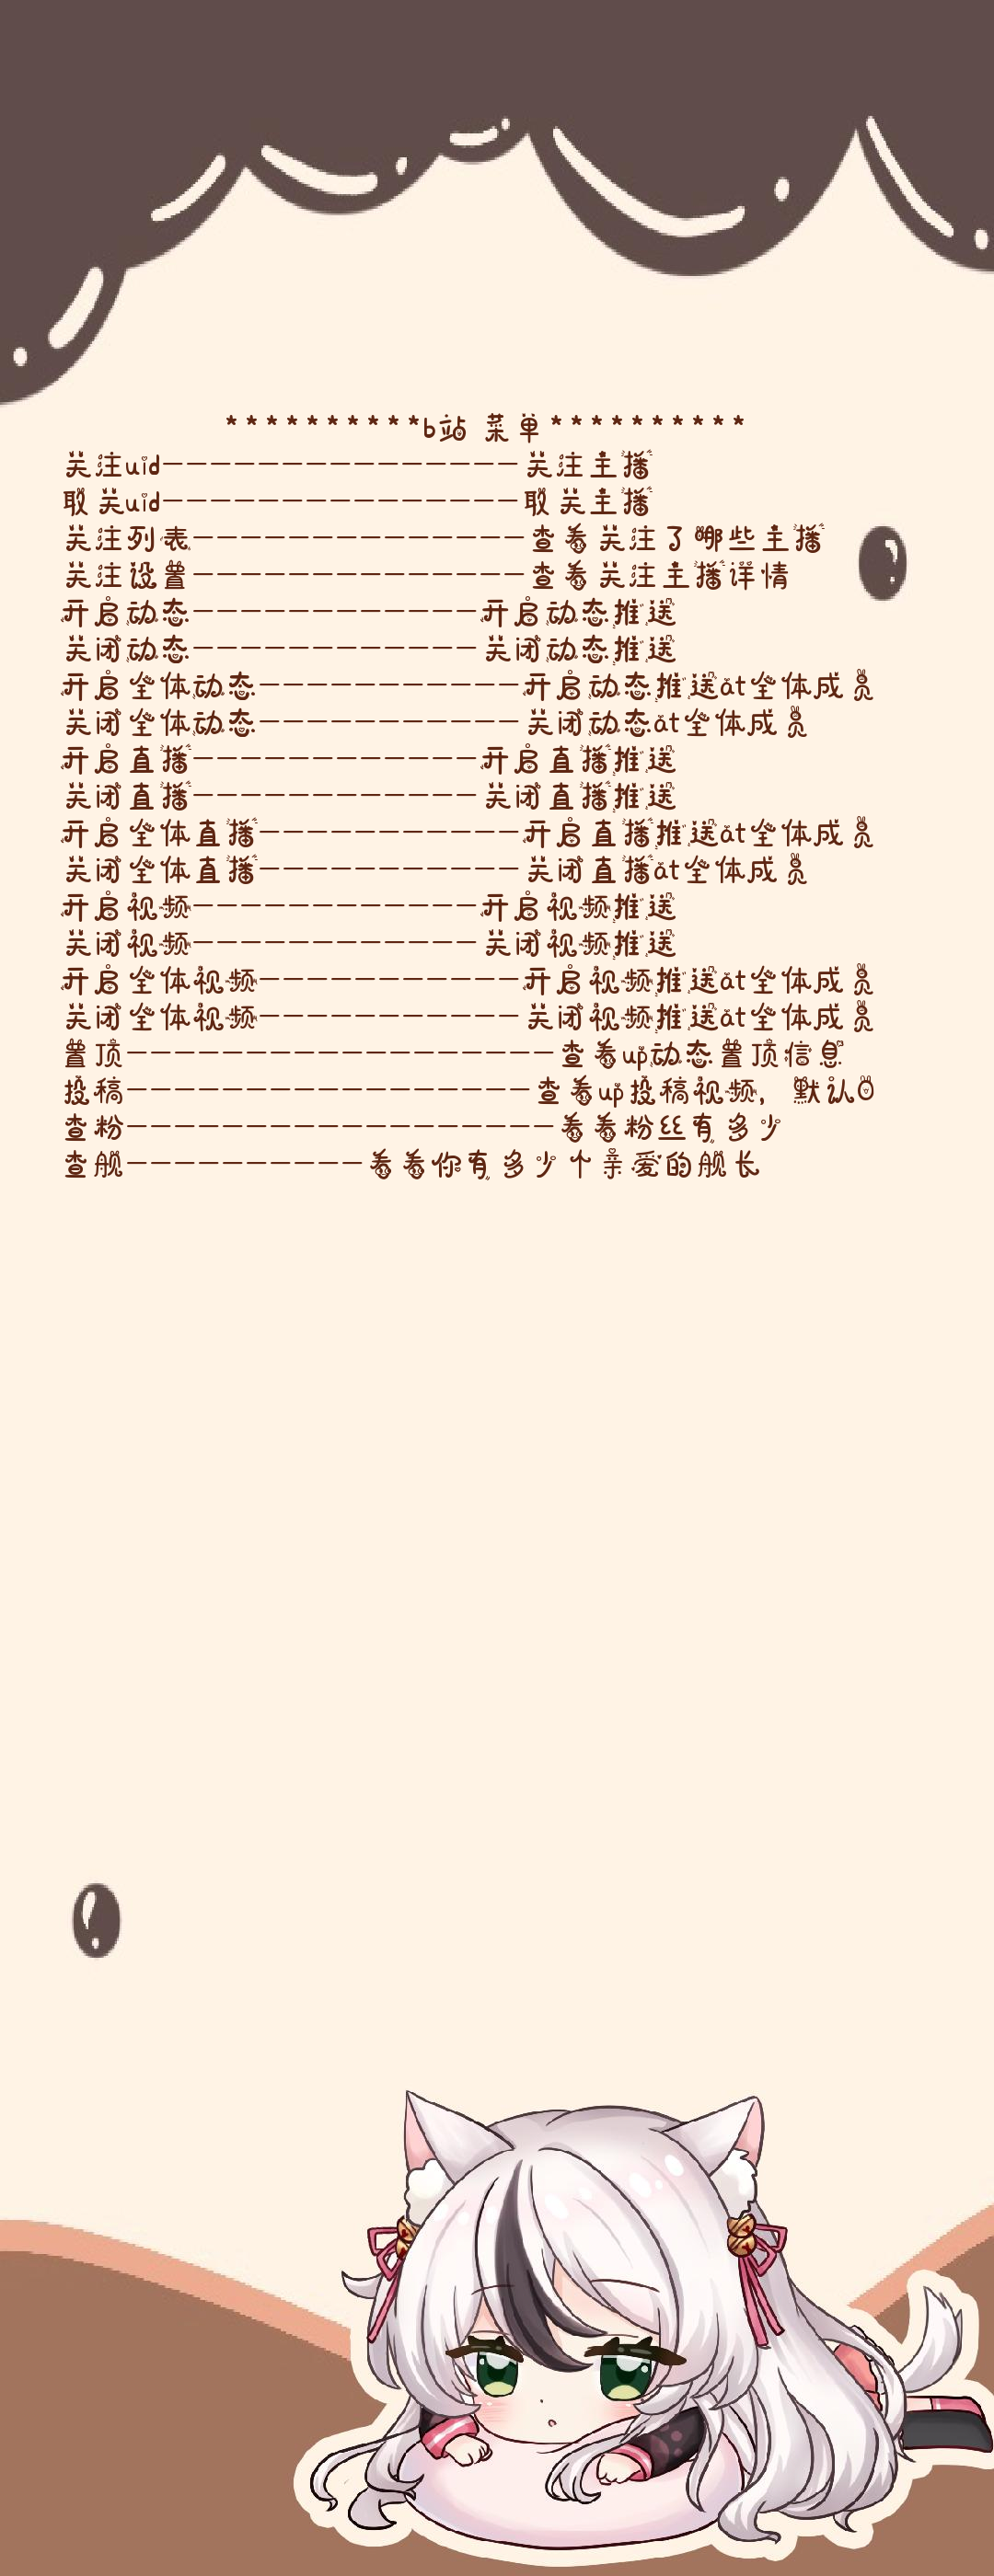 **********b站 菜单**********
关注uid---------------关注主播
取关uid---------------取关主播
关注列表--------------查看关注了哪些主播
关注设置--------------查看关注主播详情
开启动态------------开启动态推送
关闭动态------------关闭动态推送
开启全体动态-----------开启动态推送at全体成员
关闭全体动态-----------关闭动态at全体成员
开启直播------------开启直播推送
关闭直播------------关闭直播推送
开启全体直播-----------开启直播推送at全体成员
关闭全体直播-----------关闭直播at全体成员
开启视频------------开启视频推送
关闭视频------------关闭视频推送
开启全体视频-----------开启视频推送at全体成员
关闭全体视频-----------关闭视频推送at全体成员
置顶------------------查看up动态置顶信息
投稿-----------------查看up投稿视频，默认0
查粉------------------看看粉丝有多少
查舰----------看看你有多少个亲爱的舰长